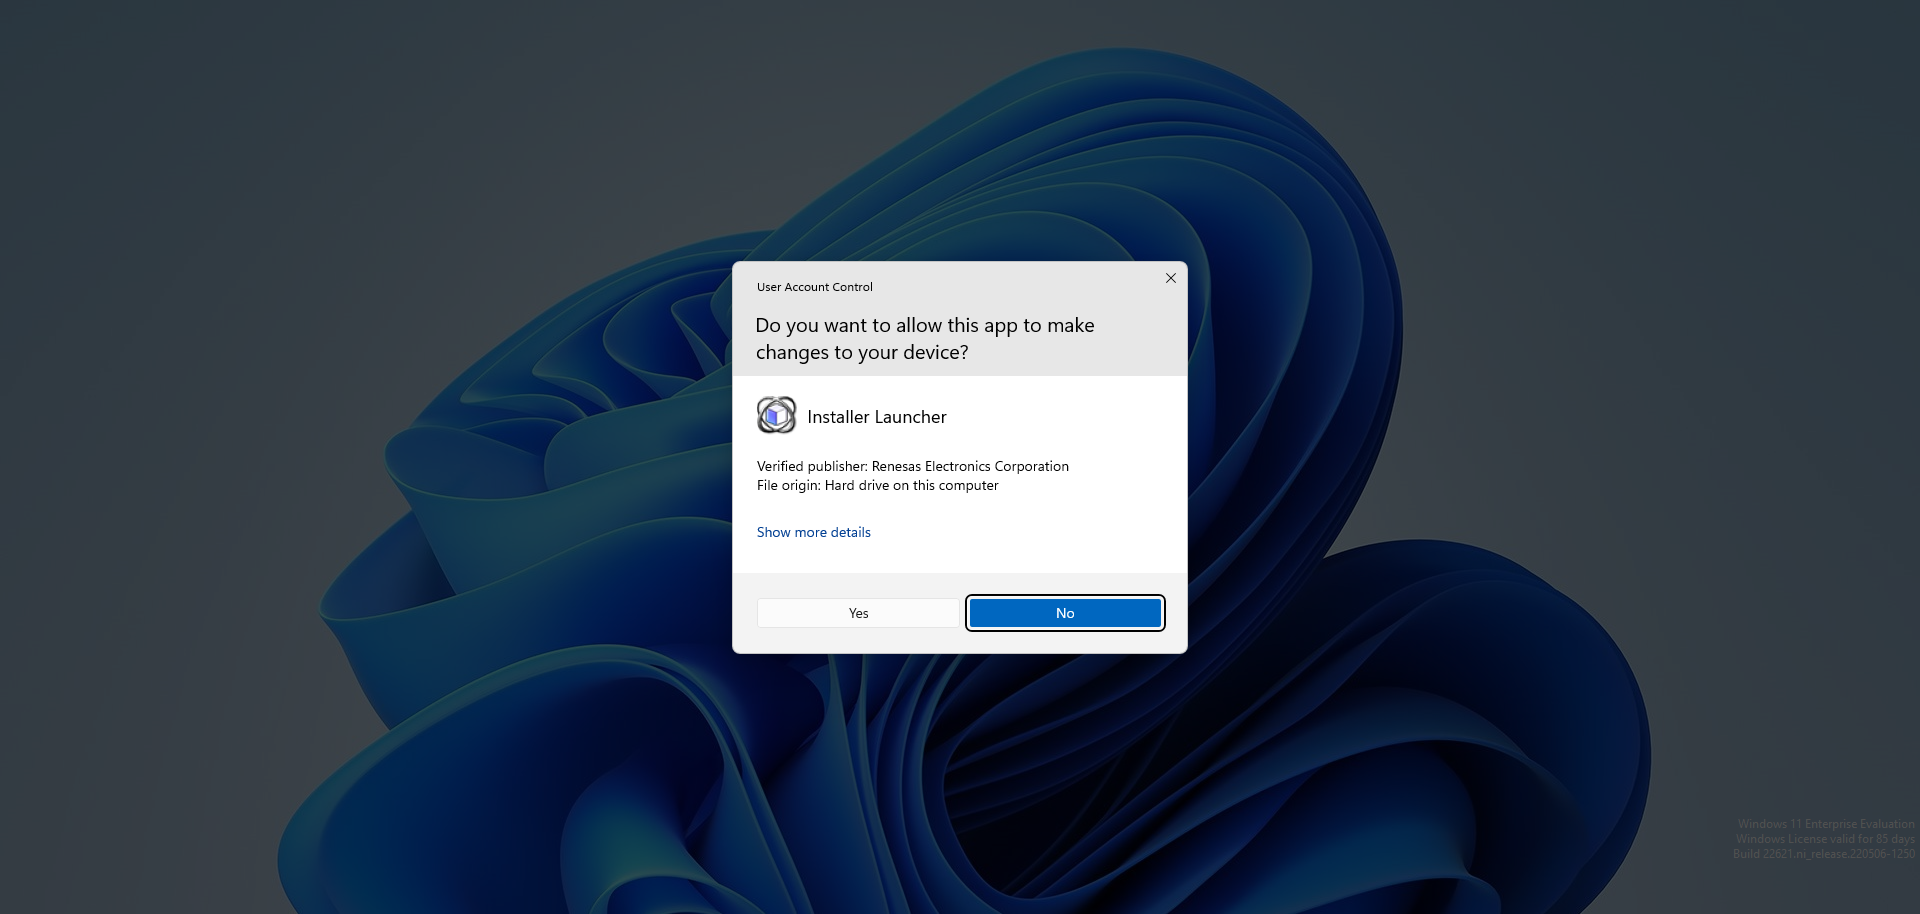 User Account Control
Do you want to allow this app to make
changes to your device?
Installer Launcher
Verified publisher: Renesas Electronics Corporation
File origin: Hard drive on this computer
Show more details
Yes
No
Windows 11 Enterprise Evaluation
Windows License valid for 85 days
Build 22621.ni_release.220506-1250